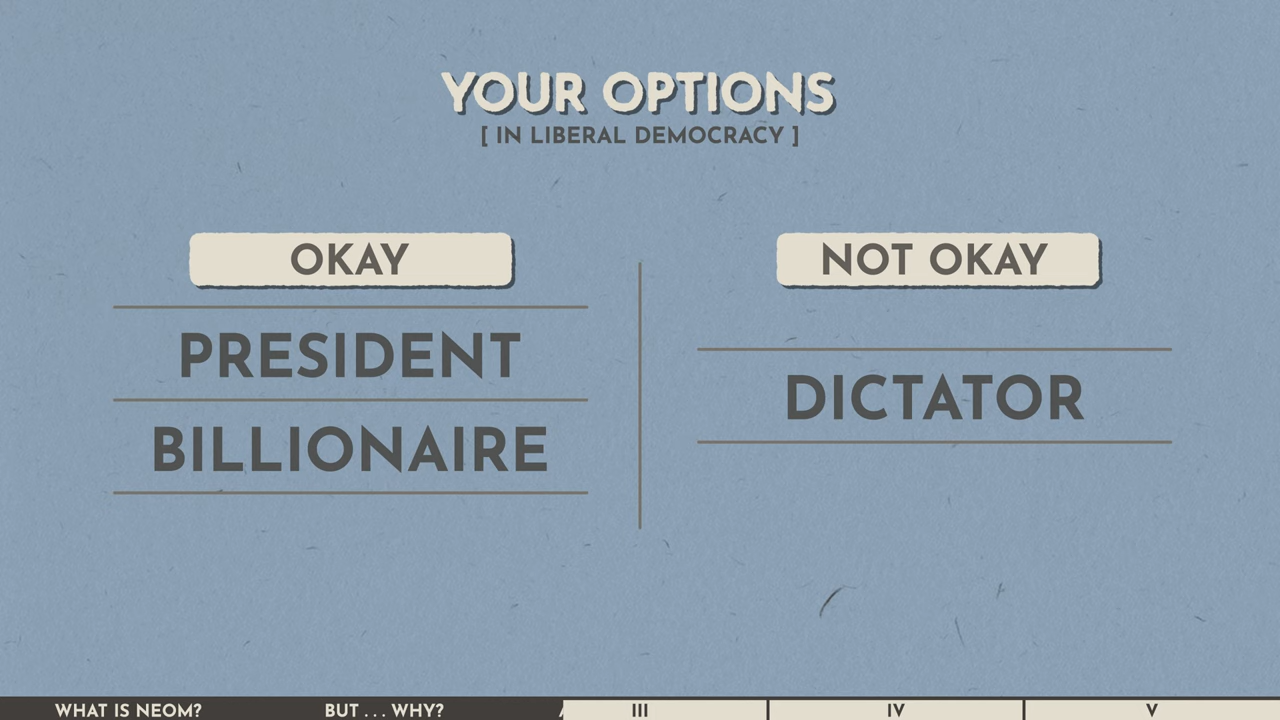 YOUR OPTIONS
[ IN LIBERAL DEMOCRACY ]
OKAY
PRESIDENT
BILLIONAIRE
NOT OKAY
DICTATOR
WHAT IS NEOM?
BUT . . . WHY?
III
IV
V